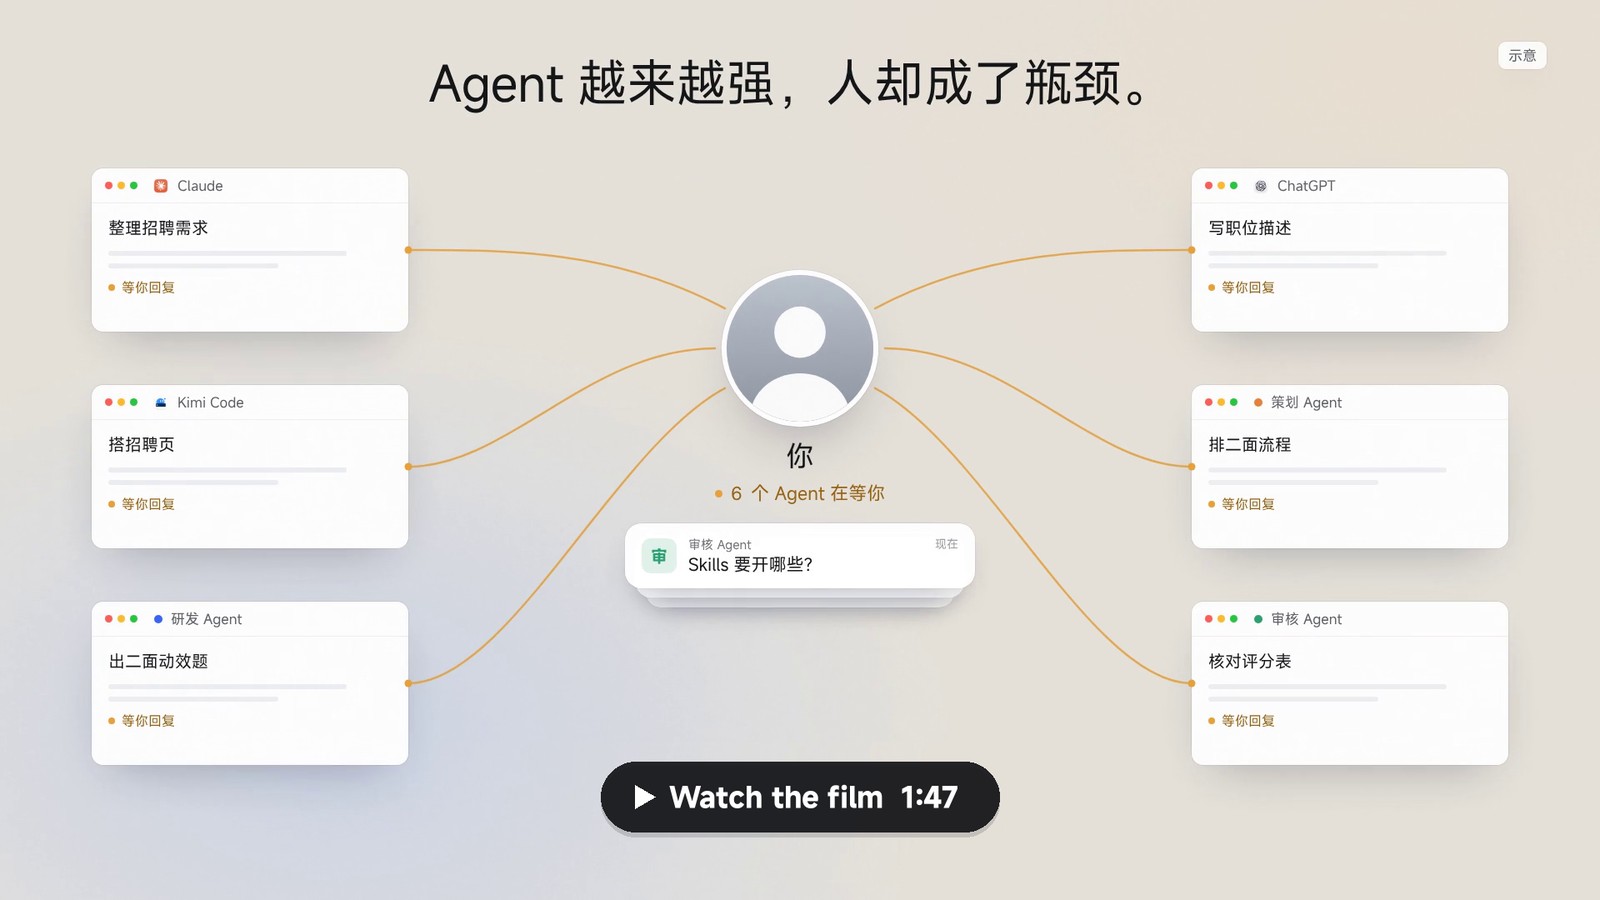 Agent 越来越强，人却成了瓶颈。
示意
Claude
整理招聘需求
等你回复
Kimi Code
搭招聘页
等你回复
研发 Agent
出二面动效题
等你回复
你
6 个 Agent 在等你
审
审核 Agent
现在
Skills 要开哪些?
ChatGPT
写职位描述
等你回复
策划 Agent
排二面流程
等你回复
审核 Agent
核对评分表
等你回复
Watch the film 1:47